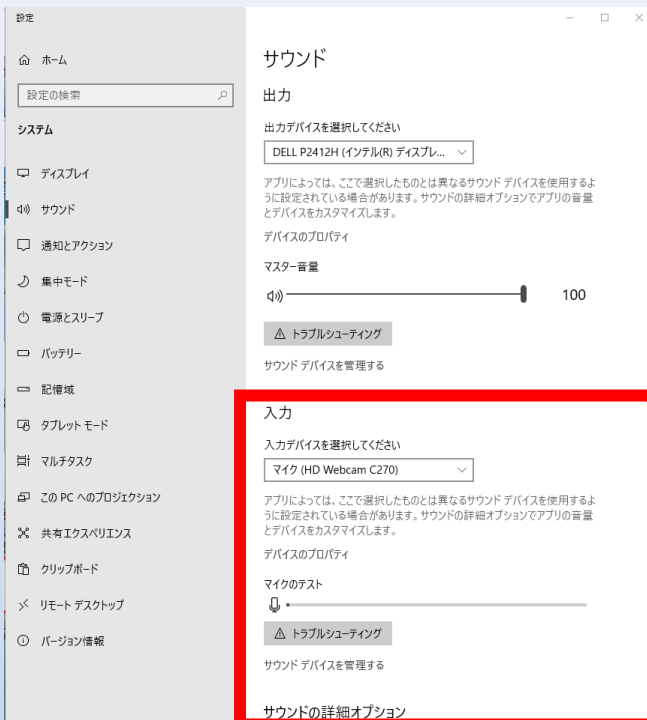 設定
ホーム
設定の検索
システム
ディスプレイ
サウンド
通知とアクション
集中モード
電源とスリープ
バッテリー
記憶域
タブレット モード
マルチタスク
この PC へのプロジェクション
共有エクスペリエンス
クリップボード
リモート デスクトップ
バージョン情報
サウンド
出力
出力デバイスを選択してください
DELL P2412H (インテル(R) ディスプレ...
アプリによっては、ここで選択したものとは異なるサウンド デバイスを使用するよ
うに設定されている場合があります。サウンドの詳細オプションでアプリの音量
とデバイスをカスタマイズします。
デバイスのプロパティ
マスター音量
100
トラブルシューティング
サウンド デバイスを管理する
入力
入力デバイスを選択してください
マイク (HD Webcam C270)
アプリによっては、ここで選択したものとは異なるサウンド デバイスを使用するよ
うに設定されている場合があります。サウンドの詳細オプションでアプリの音量
とデバイスをカスタマイズします。
デバイスのプロパティ
マイクのテスト
トラブルシューティング
サウンド デバイスを管理する
サウンドの詳細オプション